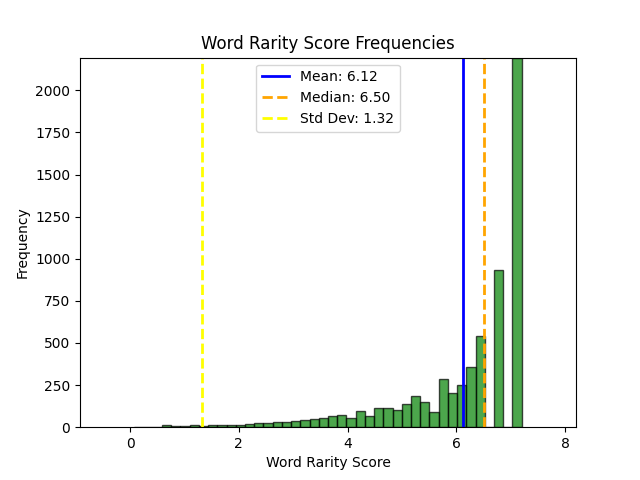 Word Rarity Score Frequencies
Mean: 6.12
Median: 6.50
Std Dev: 1.32
2000
1750
1500
1250
1000
750
500
250
0
Frequency
0 2 4 6 8
Word Rarity Score